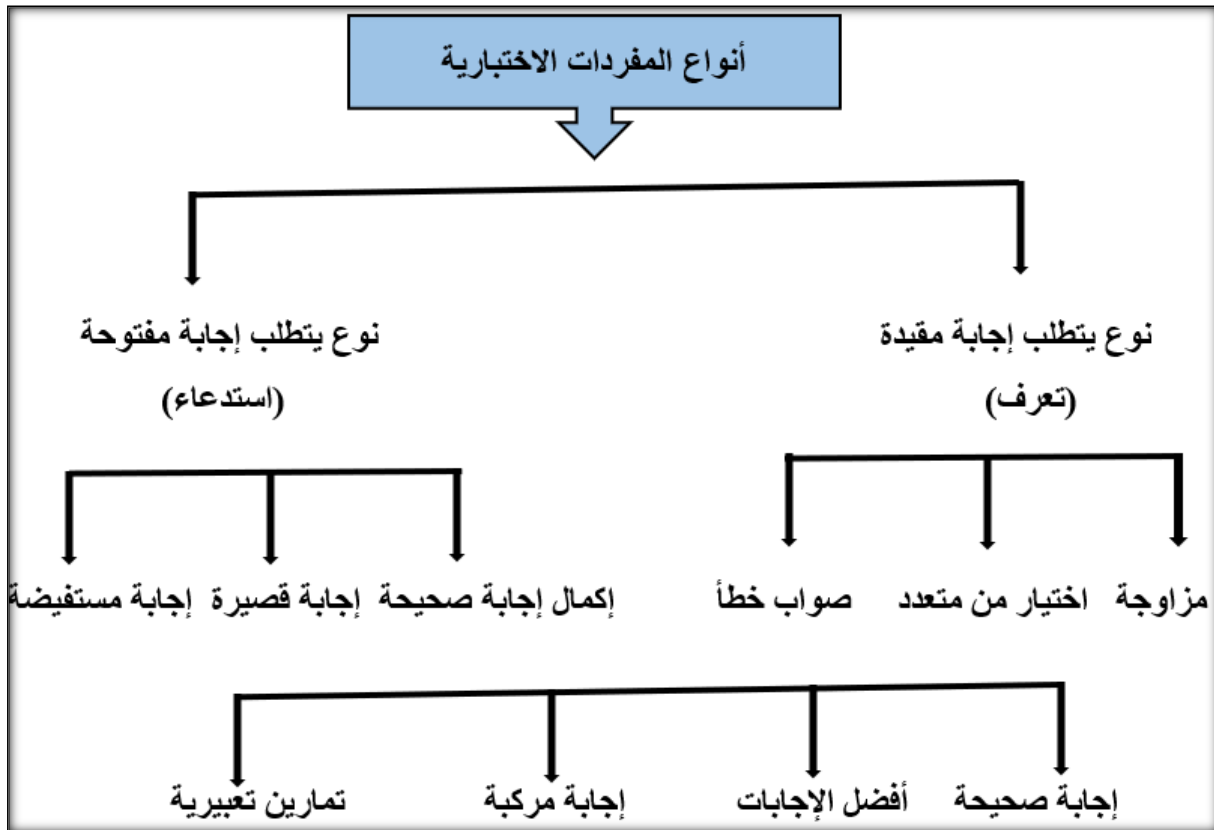 أنواع المفردات الاختبارية
نوع يتطلب إجابة مقيدة
(تعرف)
نوع يتطلب إجابة مفتوحة
(استدعاء)
مزاوجة اختيار من متعدد صواب خطأ
إكمال إجابة صحيحة إجابة قصيرة إجابة مستفيضة
إجابة صحيحة أفضل الإجابات إجابة مركبة تمارين تعبيرية